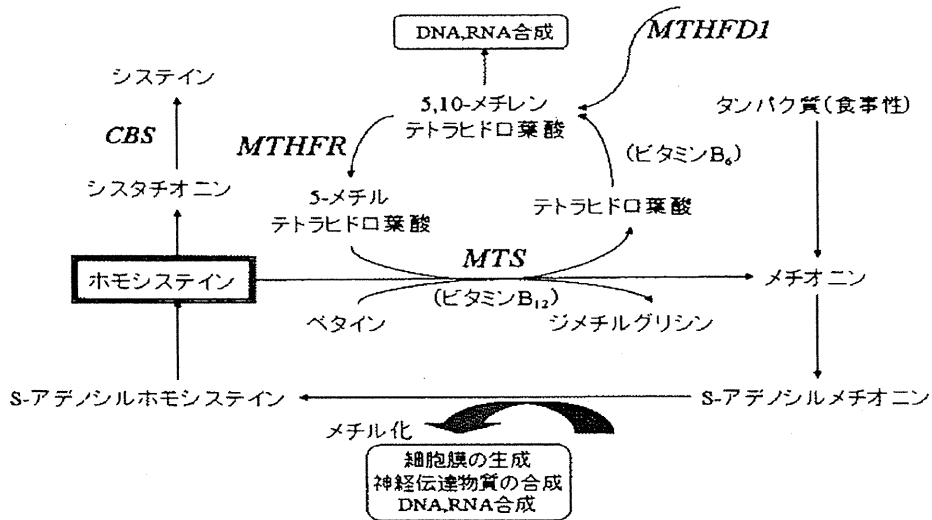 DNA,RNA合成
MTHFD1
システイン
5,10-メチレン
テトラヒドロ葉酸
タンパク質(食事性)
CBS
MTHFR
(ビタミンB₆)
シスタチオニン
5-メチル
テトラヒドロ葉酸
テトラヒドロ葉酸
MTS
ホモシステイン
メチオニン
(ビタミンB₁₂)
ベタイン
ジメチルグリシン
S-アデノシルホモシステイン
S-アデノシルメチオニン
メチル化
細胞膜の生成
神経伝達物質の合成
DNA,RNA合成